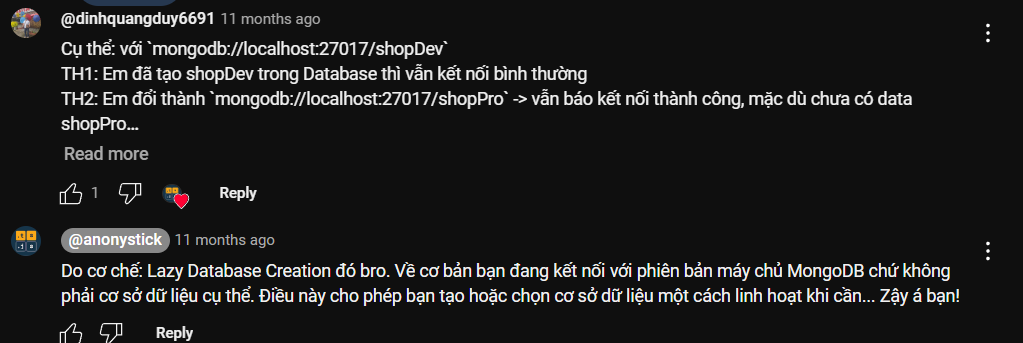 @dinhquangduy6691 11 months ago
Cụ thể: với `mongodb://localhost:27017/shopDev`
TH1: Em đã tạo shopDev trong Database thì vẫn kết nối bình thường
TH2: Em đổi thành `mongodb://localhost:27017/shopPro` -> vẫn báo kết nối thành công, mặc dù chưa có data
shopPro...
Read more
1 Reply
@anonystick 11 months ago
Do cơ chế: Lazy Database Creation đó bro. Về cơ bản bạn đang kết nối với phiên bản máy chủ MongoDB chứ không
phải cơ sở dữ liệu cụ thể. Điều này cho phép bạn tạo hoặc chọn cơ sở dữ liệu một cách linh hoạt khi cần... Zậy á bạn!
Reply